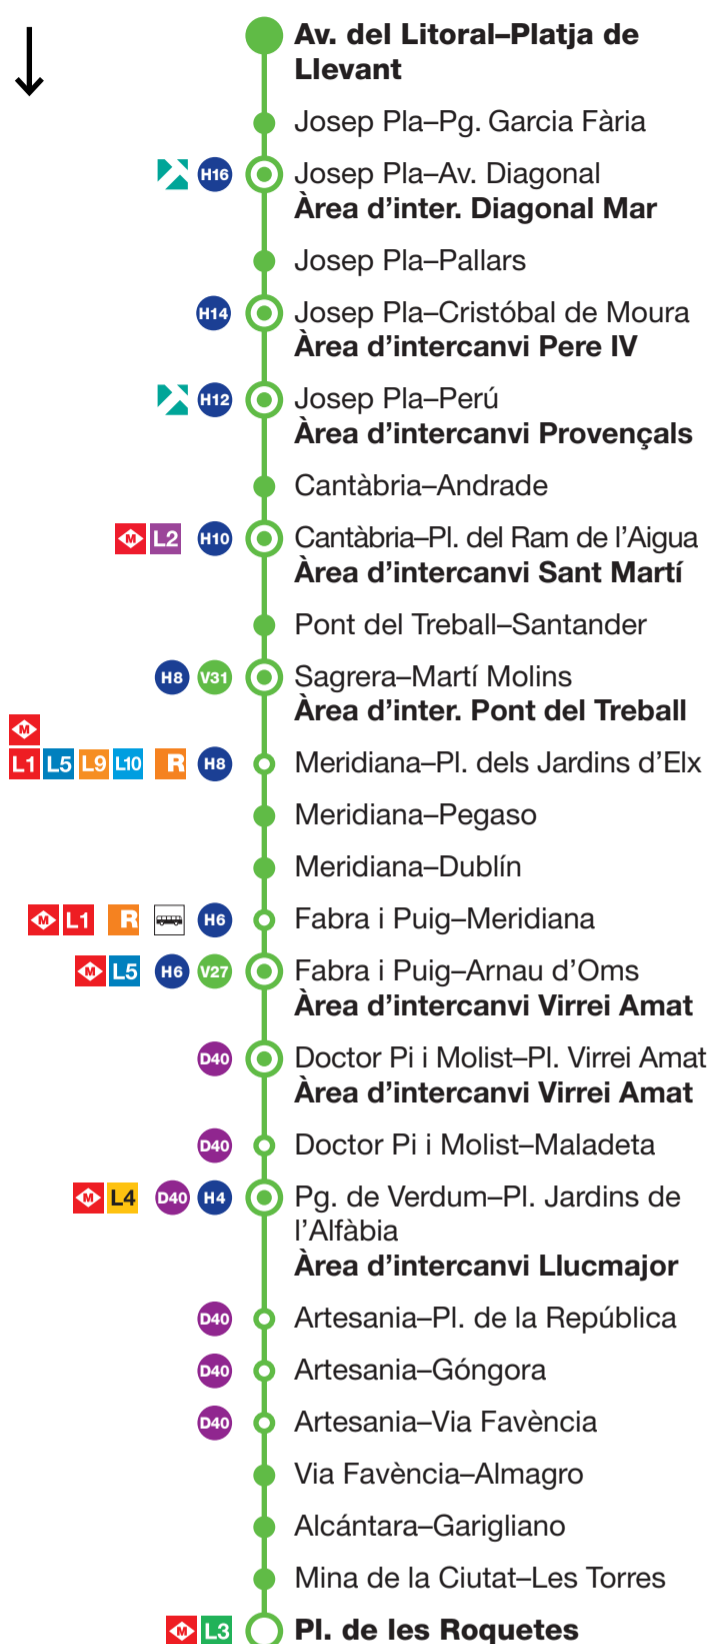 Av. del Litoral–Platja de
Llevant
Josep Pla–Pg. Garcia Fària
H16 Josep Pla–Av. Diagonal
Àrea d’inter. Diagonal Mar
Josep Pla–Pallars
H14 Josep Pla–Cristóbal de Moura
Àrea d’intercanvi Pere IV
H12 Josep Pla–Perú
Àrea d’intercanvi Provençals
Cantàbria–Andrade
M L2 H10 Cantàbria–Pl. del Ram de l’Aigua
Àrea d’intercanvi Sant Martí
Pont del Treball–Santander
H8 V31 Sagrera–Martí Molins
Àrea d’inter. Pont del Treball
M
L1 L5 L9 L10 R H8 Meridiana–Pl. dels Jardins d’Elx
Meridiana–Pegaso
Meridiana–Dublín
M L1 R H6 Fabra i Puig–Meridiana
M L5 H6 V27 Fabra i Puig–Arnau d’Oms
Àrea d’intercanvi Virrei Amat
D40 Doctor Pi i Molist–Pl. Virrei Amat
Àrea d’intercanvi Virrei Amat
D40 Doctor Pi i Molist–Maladeta
M L4 D40 H4 Pg. de Verdum–Pl. Jardins de
l’Alfàbia
Àrea d’intercanvi Llucmajor
D40 Artesania–Pl. de la República
D40 Artesania–Góngora
D40 Artesania–Via Favència
Via Favència–Almagro
Alcántara–Garigliano
Mina de la Ciutat–Les Torres
M L3 Pl. de les Roquetes